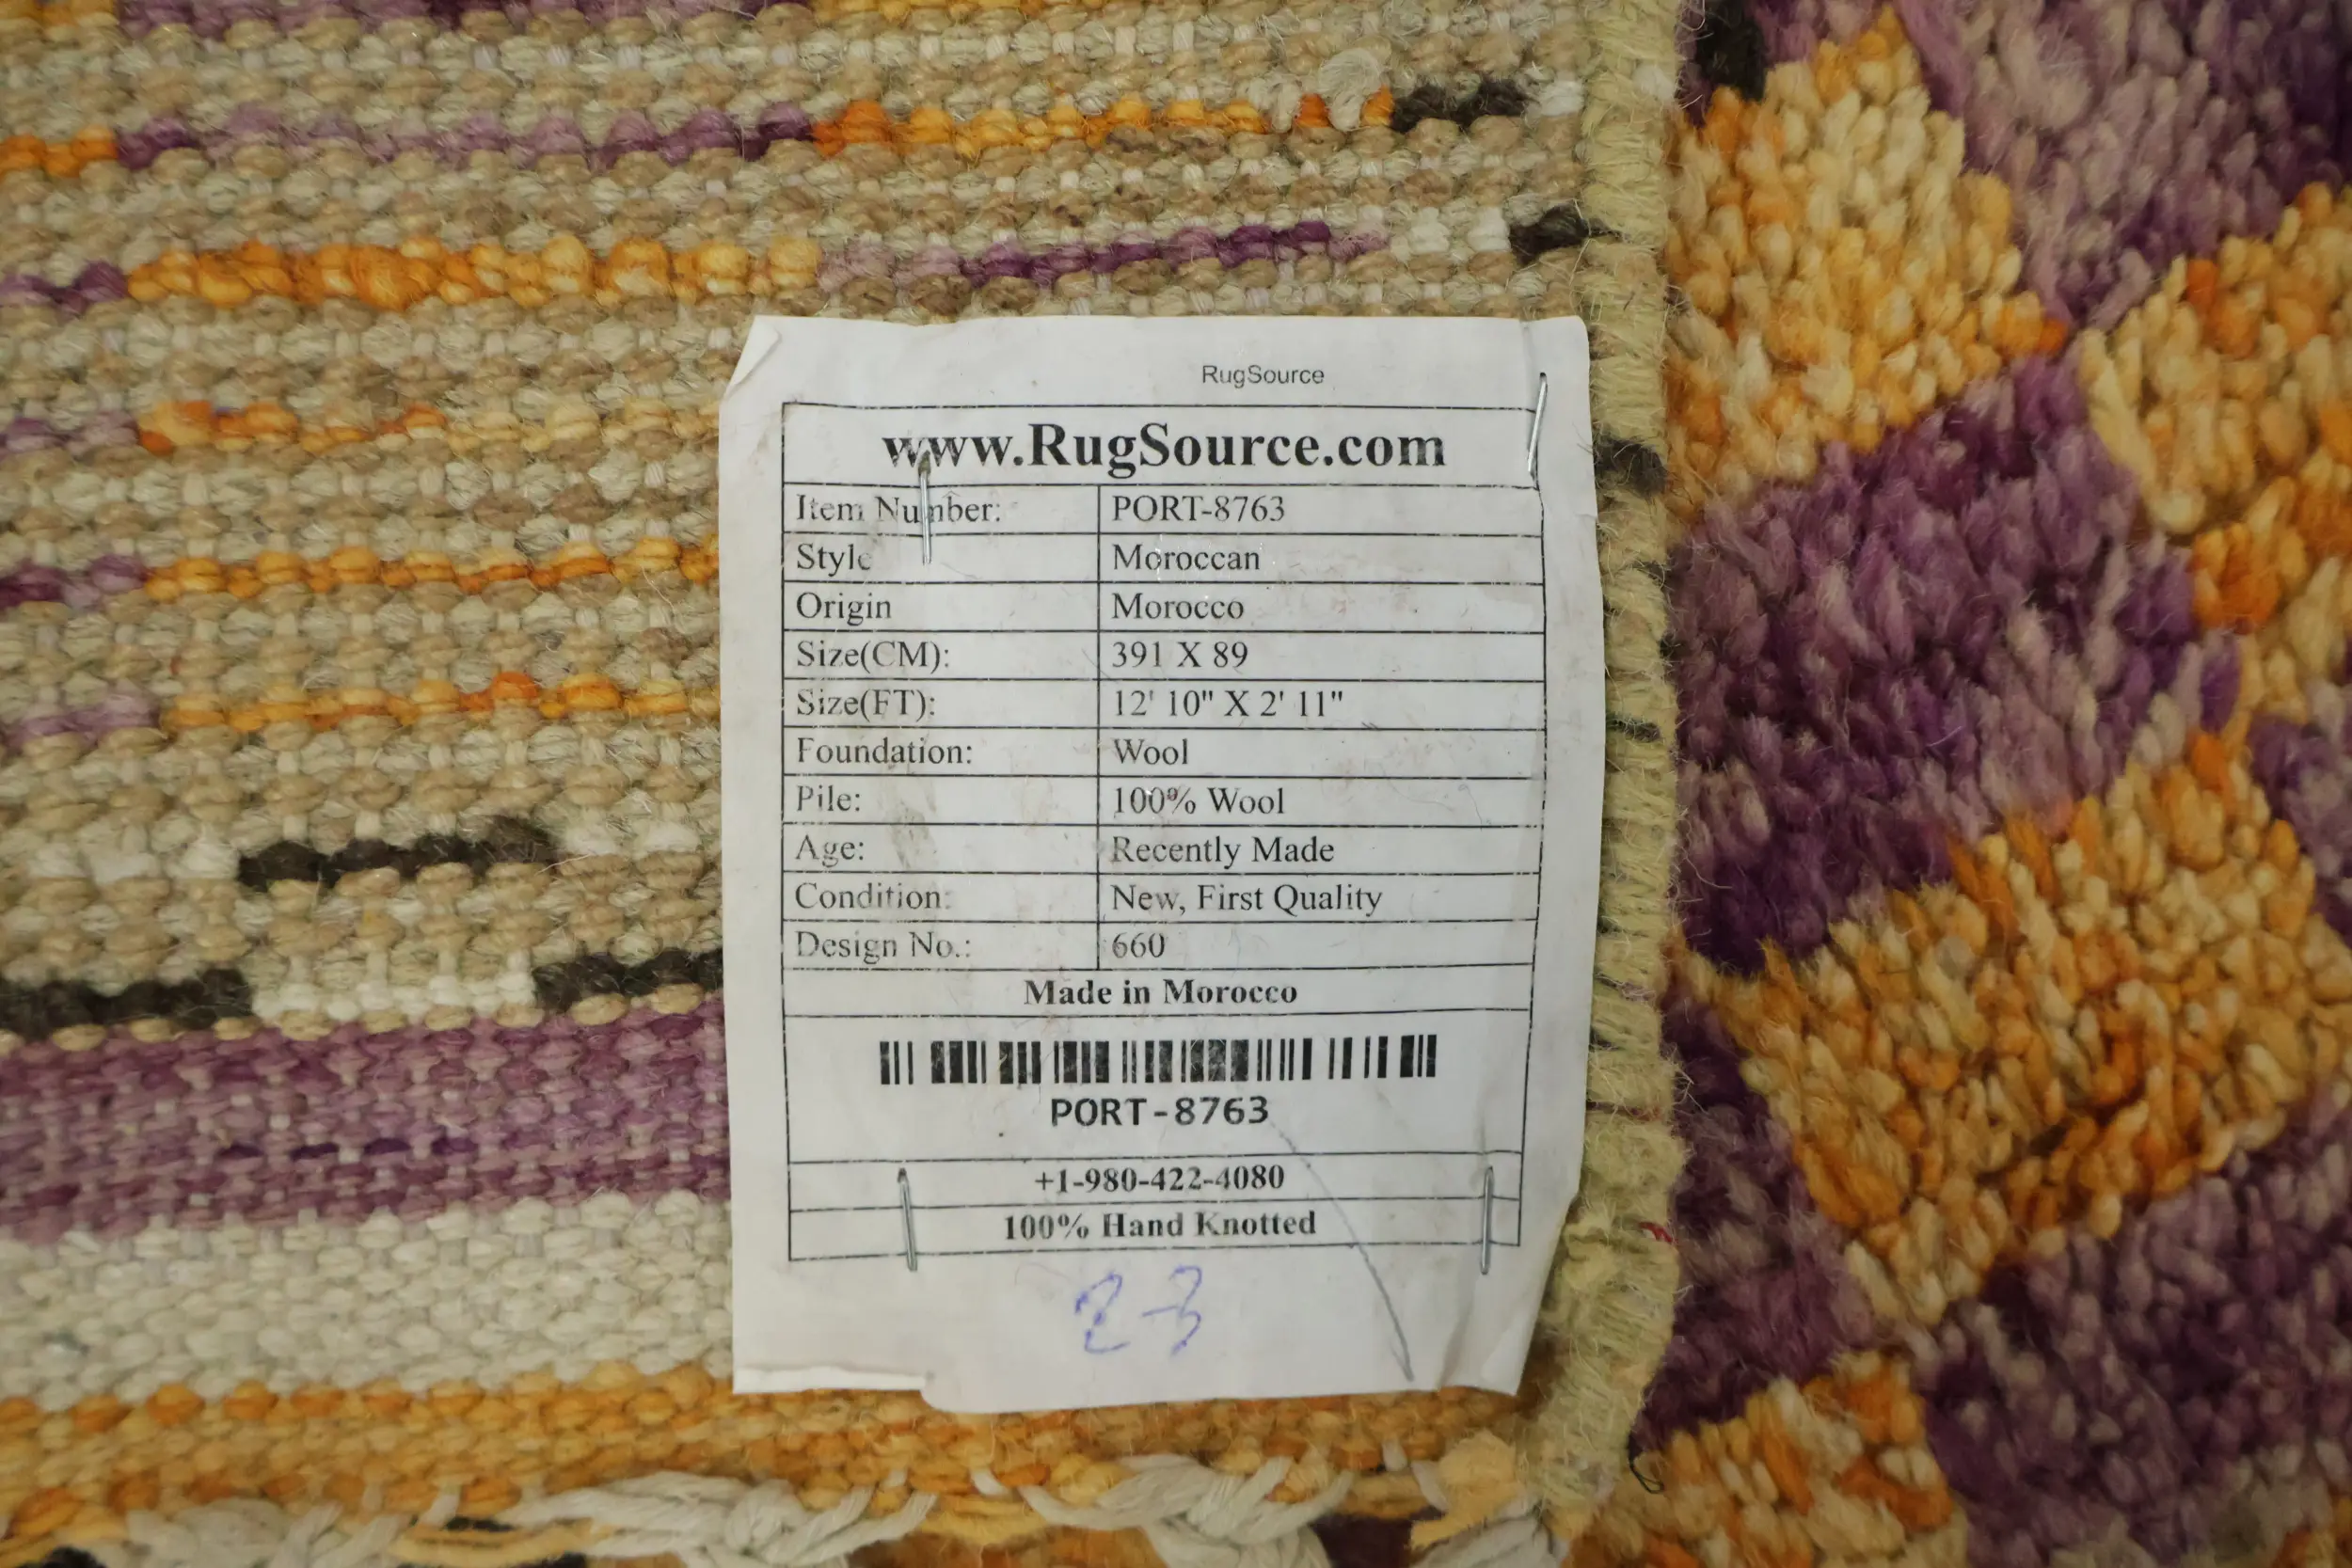 RugSource
www.RugSource.com
Item Number: PORT-8763
Style Moroccan
Origin Morocco
Size(CM): 391 X 89
Size(FT): 12' 10" X 2' 11"
Foundation: Wool
Pile: 100% Wool
Age: Recently Made
Condition: New, First Quality
Design No.: 660
Made in Morocco
PORT-8763
+1-980-422-4080
100% Hand Knotted
23